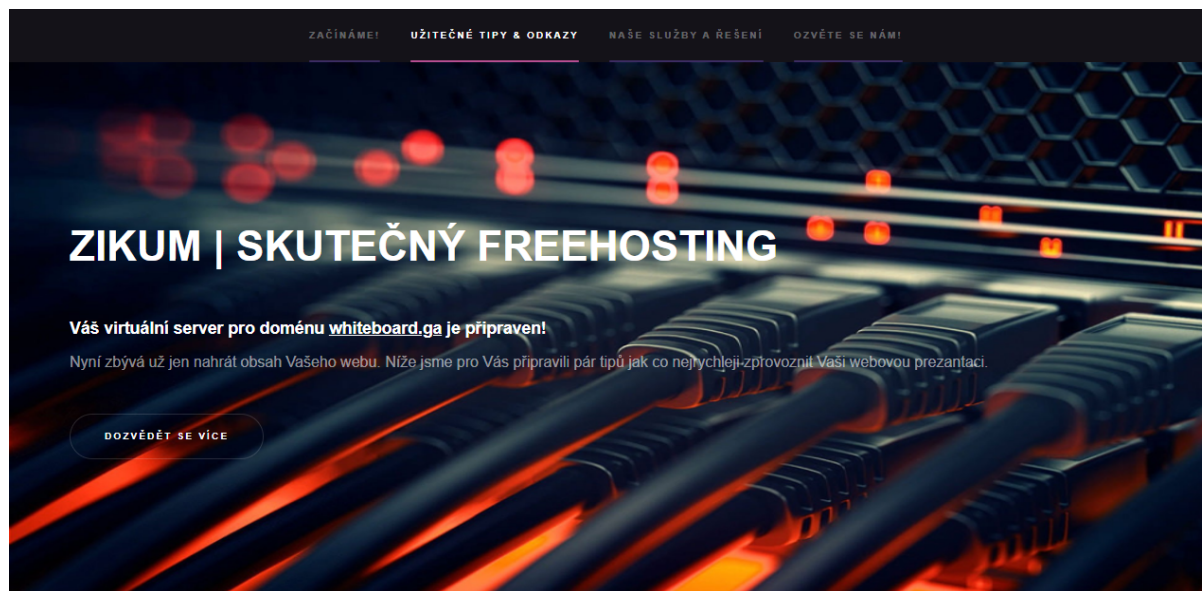 ZAČÍNÁME!
UŽITEČNÉ TIPY & ODKAZY
NAŠE SLUŽBY A ŘEŠENÍ
OZVĚTE SE NÁM!
ZIKUM | SKUTEČNÝ FREEHOSTING
Váš virtuální server pro doménu whiteboard.ga je připraven!
Nyní zbývá už jen nahrát obsah Vašeho webu. Níže jsme pro Vás připravili pár tipů jak co nejrychleji zprovoznit Vaši webovou prezantaci.
DOZVĚDĚT SE VÍCE